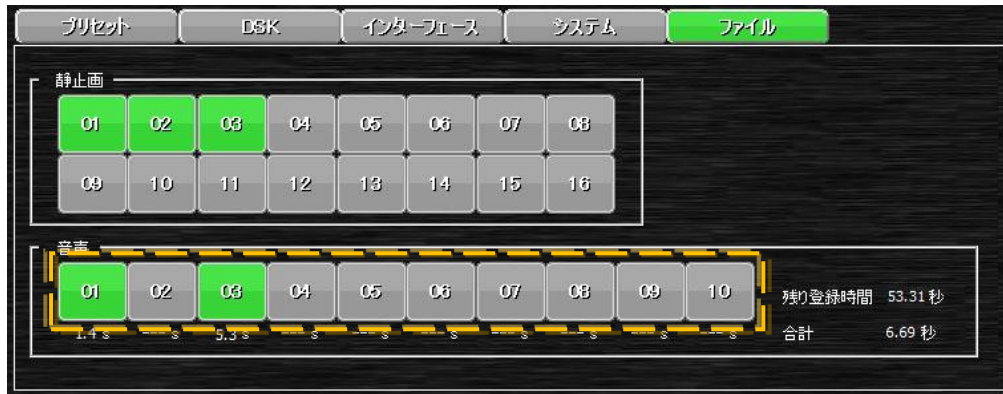 プリセット DSK インターフェース システム ファイル
静止画
01 02 03 04 05 06 07 08
09 10 11 12 13 14 15 16
音声
01 02 03 04 05 06 07 08 09 10
残り登録時間 53.31 秒
1.4 s --- s 5.3 s --- s --- s --- s --- s --- s --- s --- s
合計 6.69 秒